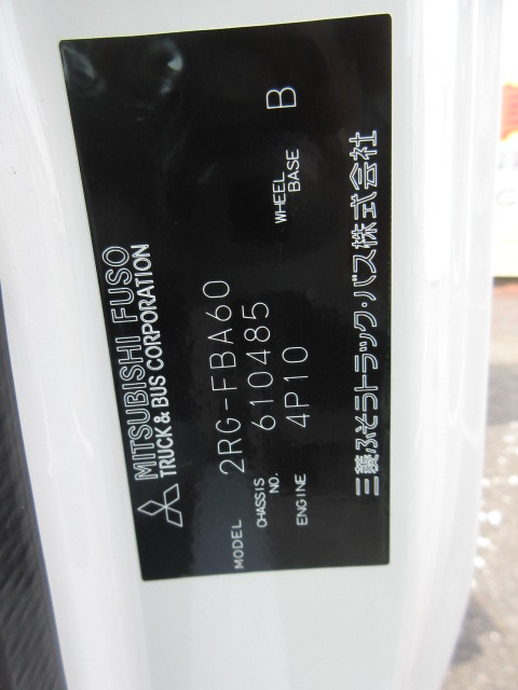 MITSUBISHI FUSO
TRUCK & BUS CORPORATION
MODEL 2RG-FBA60
CHASSIS NO. 610485
ENGINE 4P10 WHEEL BASE B
三菱ふそうトラック・バス株式会社